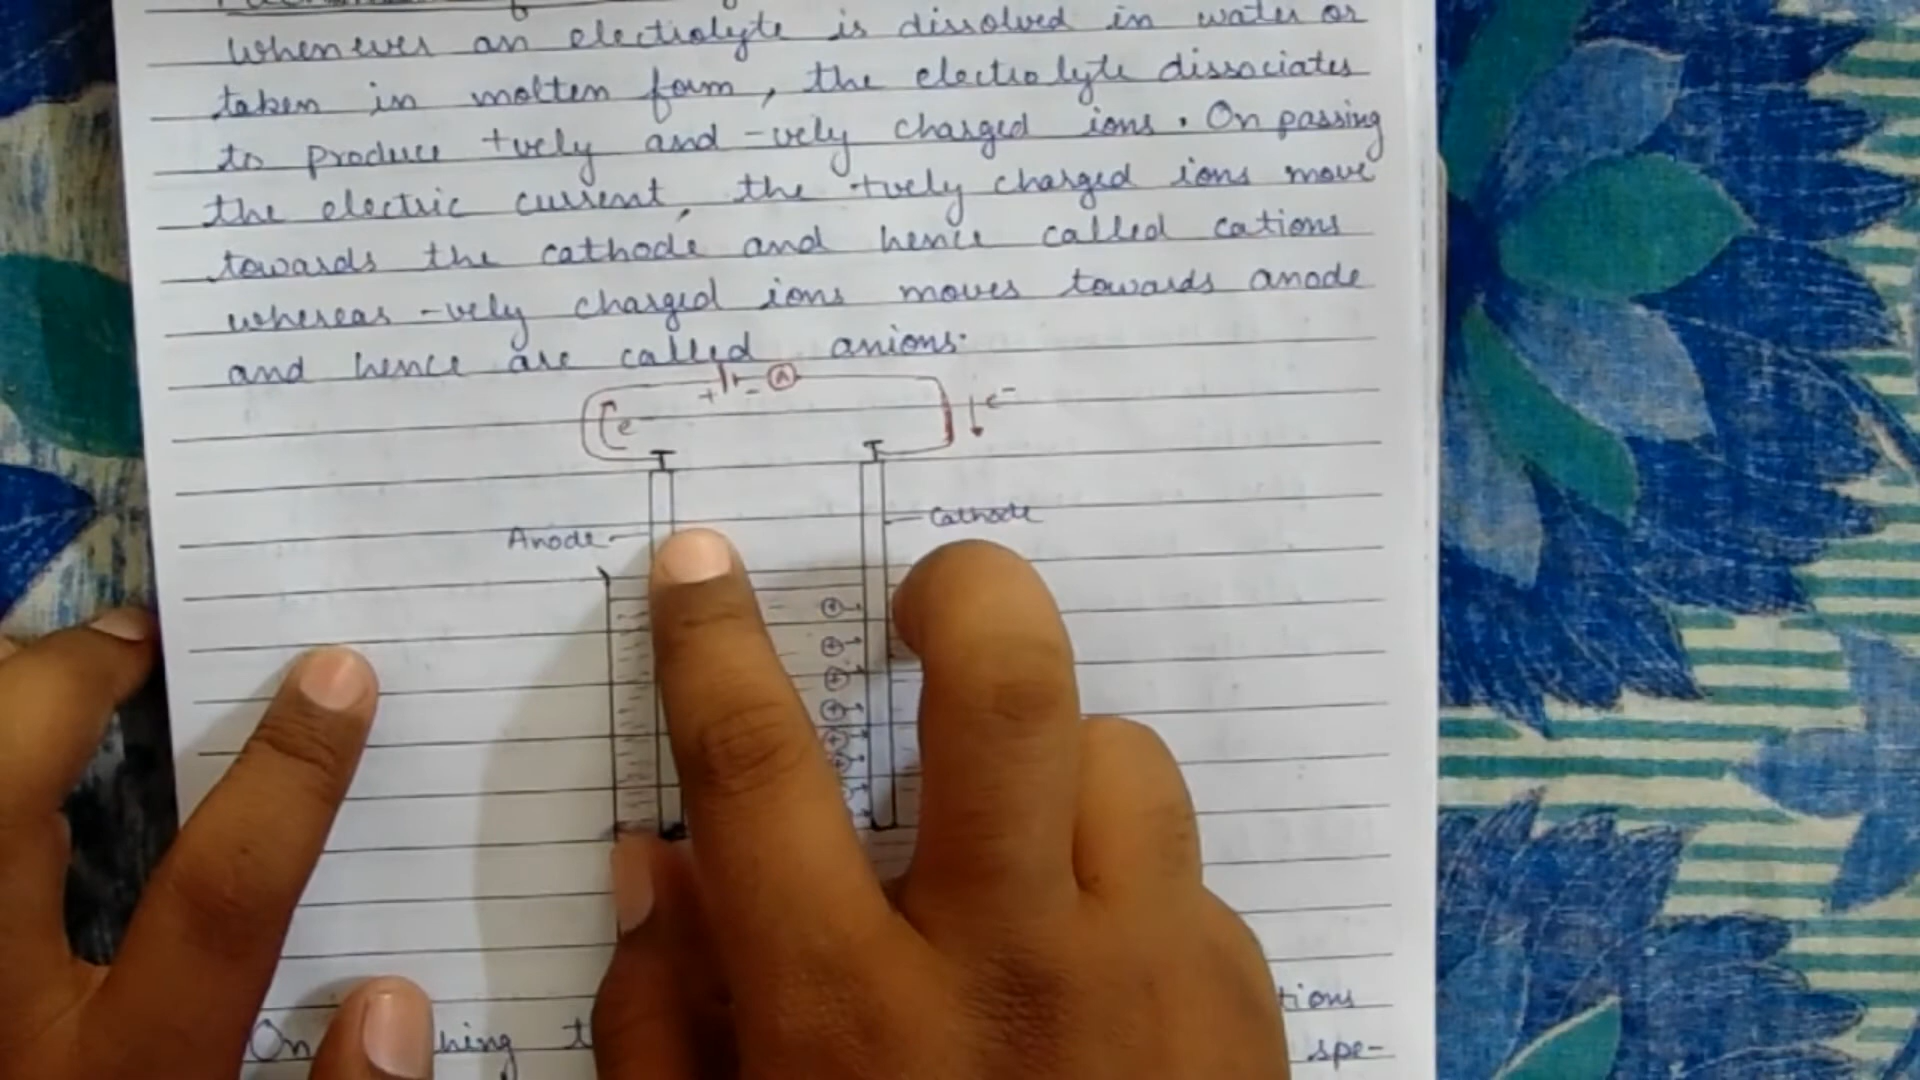 whenever an electrolyte is dissolved in water or
taken in molten form, the electrolyte dissociates
to produce +vely and -vely charged ions. On passing
the electric current, the +vely charged ions move
towards the cathode and hence called cations
whereas -vely charged ions moves towards anode
and hence are called anions.
+ - A
e e-
Anode
Cathode
+
+
+
+
+
+
tions
On hing t spe-